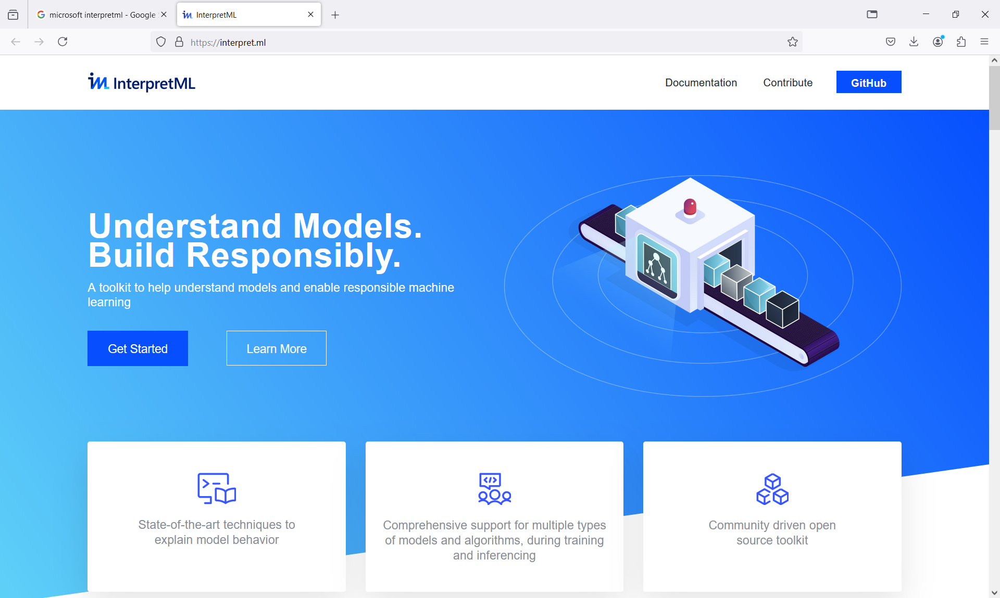 microsoft interpretml - Google
InterpretML
https://interpret.ml
InterpretML
Documentation
Contribute
GitHub
Understand Models.
Build Responsibly.
A toolkit to help understand models and enable responsible machine
learning
Get Started
Learn More
State-of-the-art techniques to
explain model behavior
Comprehensive support for multiple types
of models and algorithms, during training
and inferencing
Community driven open
source toolkit